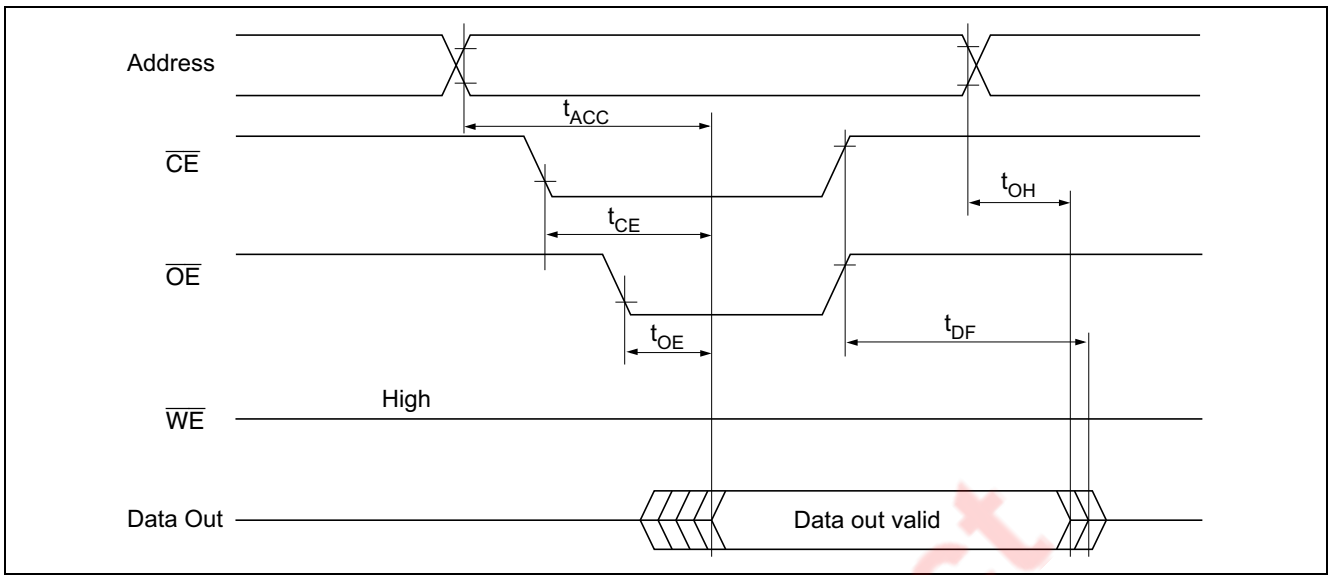 Address
tACC
CE
tOH
tCE
OE
tDF
tOE
High
WE
Data Out
Data out valid